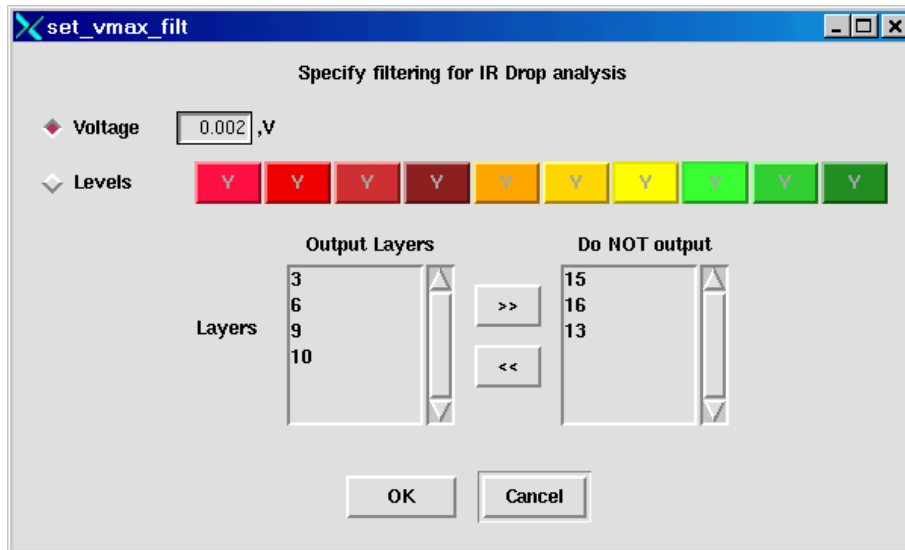 set_vmax_filt
Specify filtering for IR Drop analysis
Voltage 0.002 ,V
Levels Y Y Y Y Y Y Y Y Y Y
Output Layers Do NOT output
Layers
3
6
9
10
>>
<<
15
16
13
OK Cancel